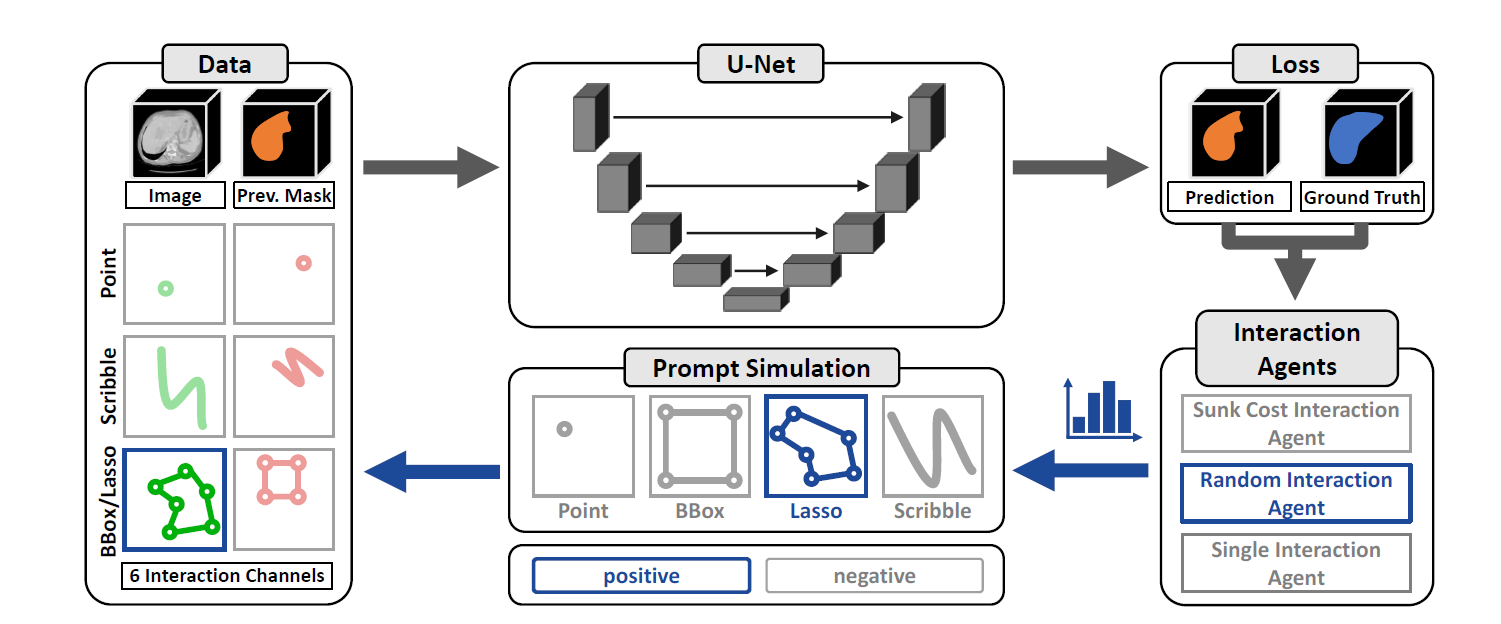 Data
U-Net
Loss
Image
Prev. Mask
Prediction
Ground Truth
Point
Scribble
BBox/Lasso
6 Interaction Channels
Prompt Simulation
Point
BBox
Lasso
Scribble
positive
negative
Interaction
Agents
Sunk Cost Interaction
Agent
Random Interaction
Agent
Single Interaction
Agent